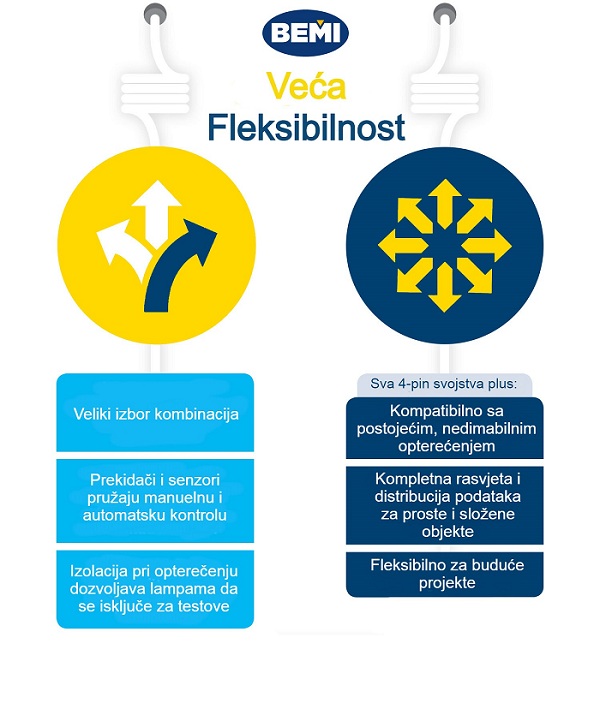 BEMI
Veća
Fleksibilnost
Veliki izbor kombinacija
Prekidači i senzori
pružaju manuelnu i
automatsku kontrolu
Izolacija pri opterečenju
dozvoljava lampama da
se isključe za testove
Sva 4-pin svojstva plus:
Kompatibilno sa
postojećim, nedimabilnim
opterećenjem
Kompletna rasvjeta i
distribucija podataka
za proste i složene
objekte
Fleksibilno za buduće
projekte